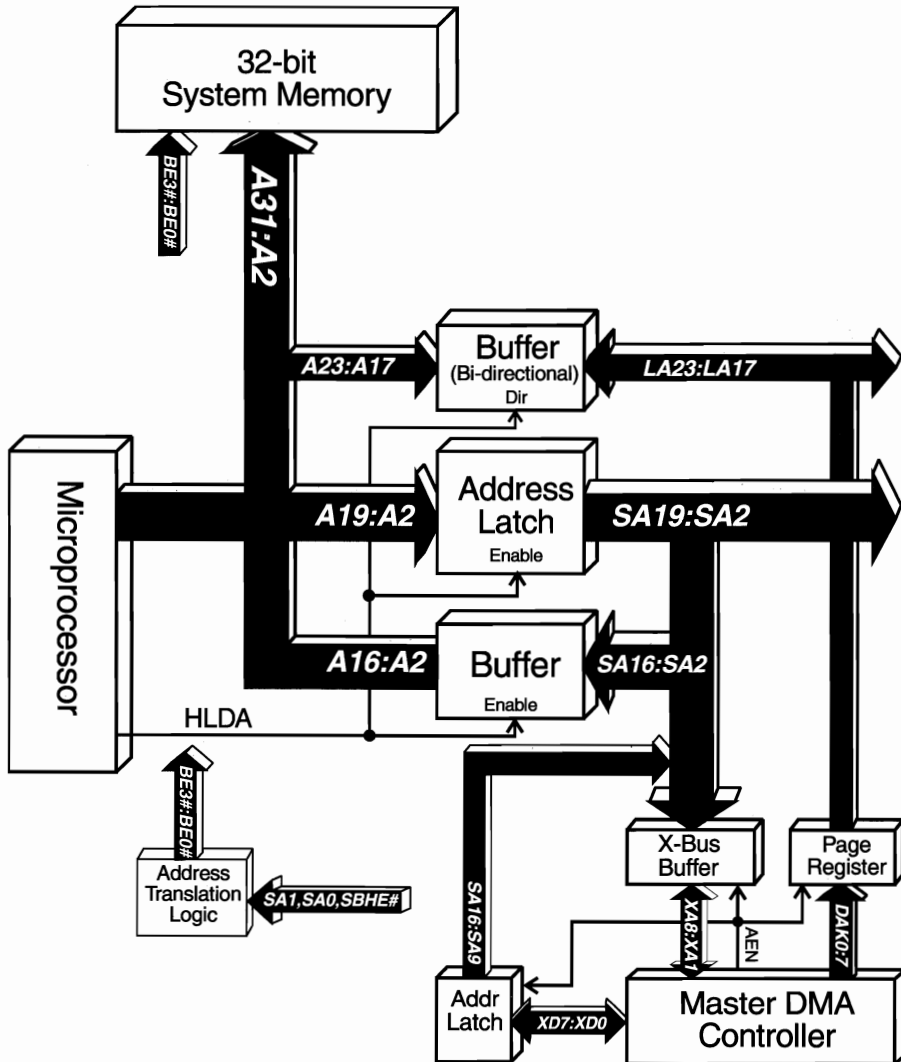 32-bit
System Memory
BE3#:BE0#
A31:A2
A23:A17
Buffer
(Bi-directional)
Dir
LA23:LA17
Microprocessor
A19:A2
Address
Latch
Enable
SA19:SA2
A16:A2
Buffer
Enable
SA16:SA2
HLDA
BE3#:BE0#
Address
Translation
Logic
SA1,SA0,SBHE#
SA16:SA9
X-Bus
Buffer
Page
Register
XA8:XA1
AEN
DAK0:7
Addr
Latch
XD7:XD0
Master DMA
Controller